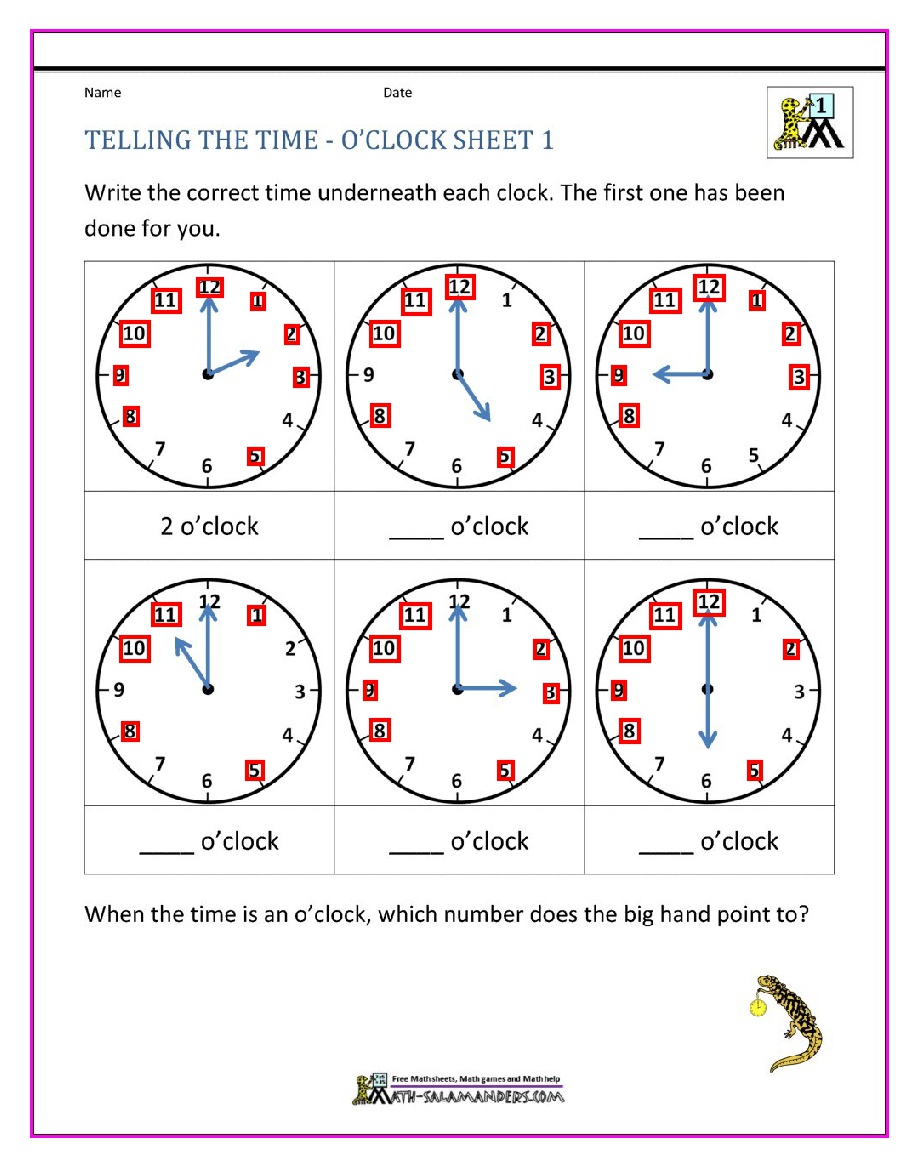 Name Date
1
TELLING THE TIME - O’CLOCK SHEET 1
Write the correct time underneath each clock. The first one has been
done for you.
12 12 12
11 1 11 1 11 1
10 2 10 2 10 2
9 3 9 3 9 3
8 4 8 4 8 4
7 5 7 5 7 5
6 6 6
2 o’clock ____ o’clock ____ o’clock
12 12 12
11 1 11 1 11 1
10 2 10 2 10 2
9 3 9 3 9 3
8 4 8 4 8 4
7 5 7 5 7 5
6 6 6
____ o’clock ____ o’clock ____ o’clock
When the time is an o’clock, which number does the big hand point to?
Free Mathsheets, Math games and Math help
MATH-SALAMANDERS.COM